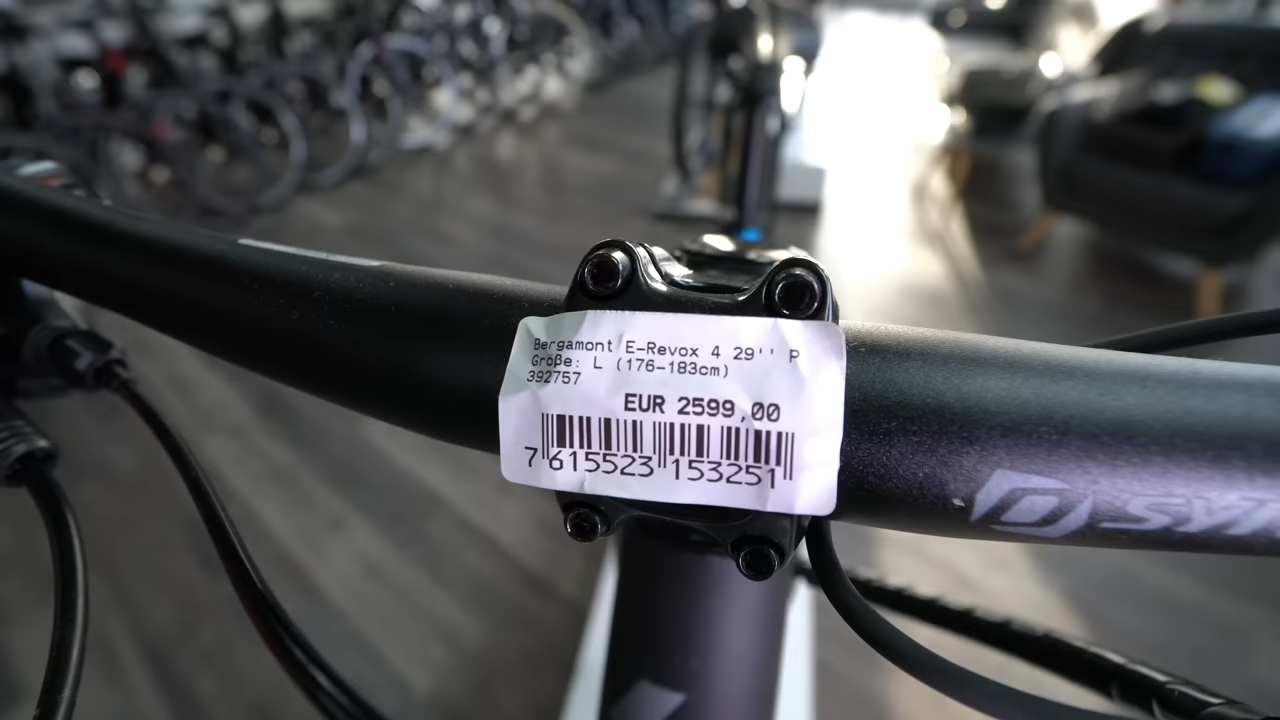 Bergamont E-Revox 4 29'' P
Größe: L (176-183cm)
392757
EUR 2599,00
7 615523 153251